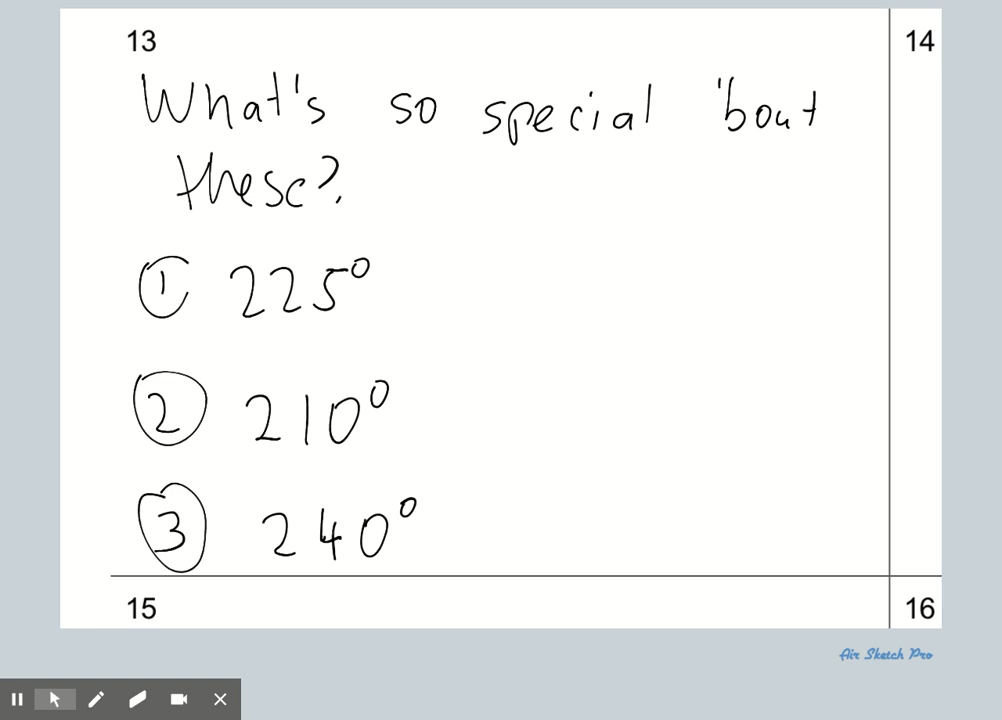 13
14
What's so special 'bout
these?
① 225°
② 210°
③ 240°
15
16
Air Sketch Pro